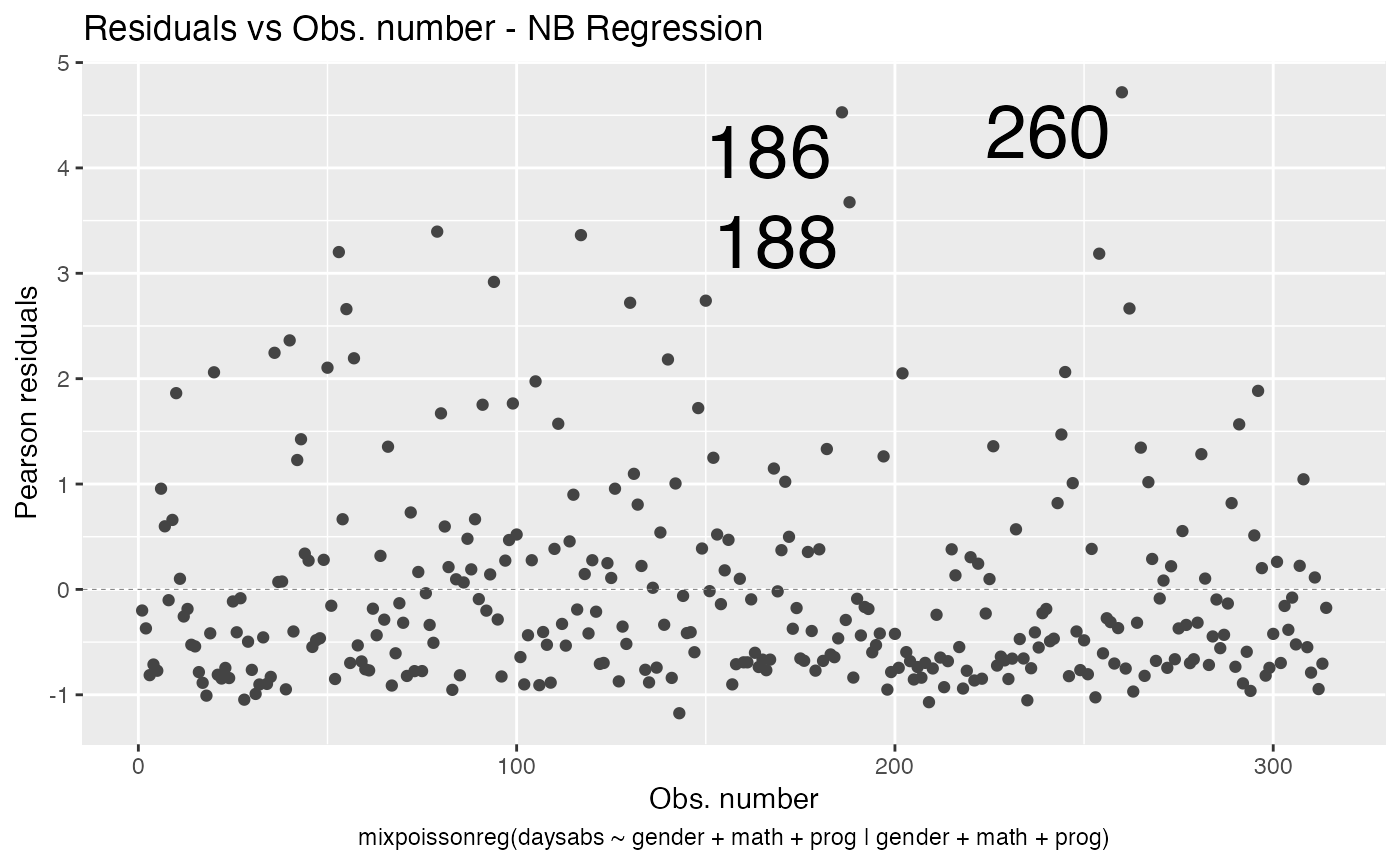 Residuals vs Obs. number - NB Regression
Pearson residuals
5
4
3
2
1
0
-1
186
260
188
0 100 200 300
Obs. number
mixpoissonreg(daysabs ~ gender + math + prog | gender + math + prog)